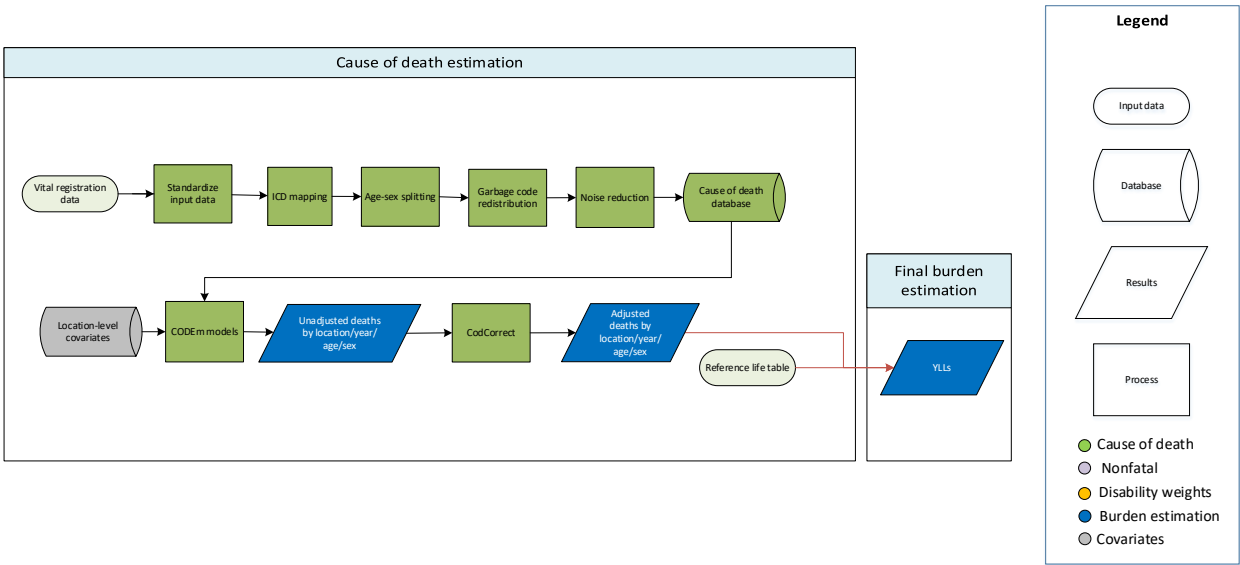 Legend
Cause of death estimation
Input data
Vital registration
data
Standardize
input data
ICD mapping
Age-sex splitting
Garbage code
redistribution
Noise reduction
Cause of death
database
Database
Final burden
estimation
Results
Location-level
covariates
CODEm models
Unadjusted deaths
by location/year/
age/sex
CodCorrect
Adjusted
deaths by
location/year/
age/sex
Reference life table
YLLs
Process
Cause of death
Nonfatal
Disability weights
Burden estimation
Covariates